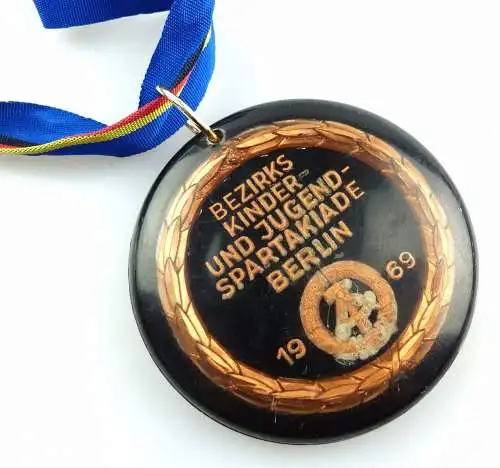 BEZIRKS
KINDER-
UND JUGEND-
SPARTAKIADE
BERLIN
19 69